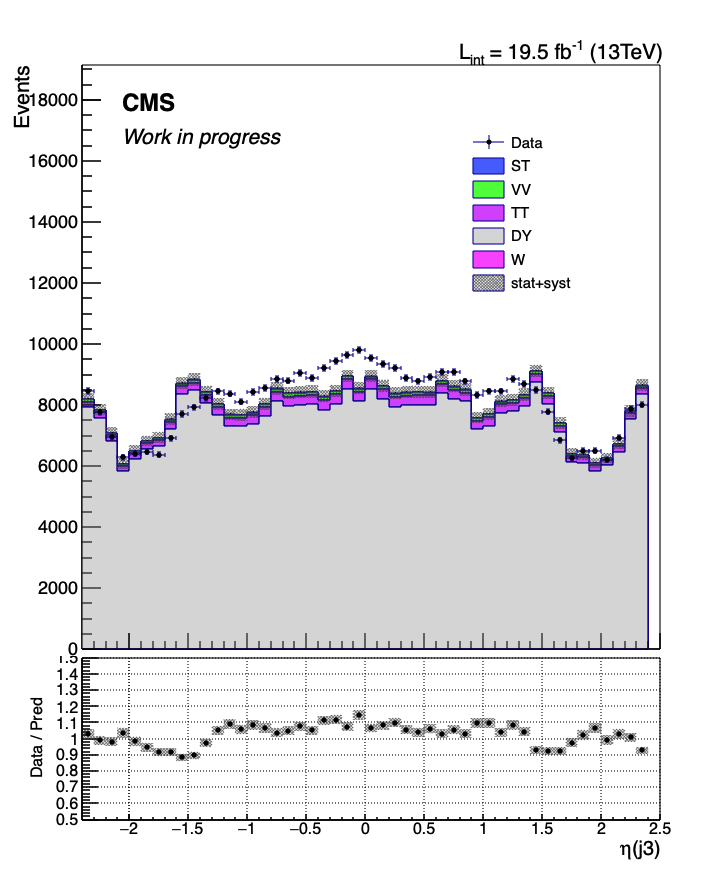 L_int = 19.5 fb^-1 (13TeV)
Events
CMS
Work in progress
Data
ST
VV
TT
DY
W
stat+syst
18000
16000
14000
12000
10000
8000
6000
4000
2000
0
Data / Pred
1.5
1.4
1.3
1.2
1.1
1
0.9
0.8
0.7
0.6
0.5
−2 −1.5 −1 −0.5 0 0.5 1 1.5 2 2.5
η(j3)